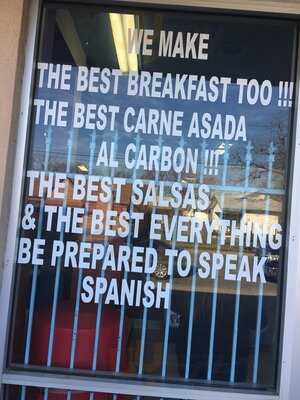 WE MAKE
THE BEST BREAKFAST TOO !!!
THE BEST CARNE ASADA
AL CARBON !!!
THE BEST SALSAS
& THE BEST EVERYTHING
BE PREPARED TO SPEAK
SPANISH